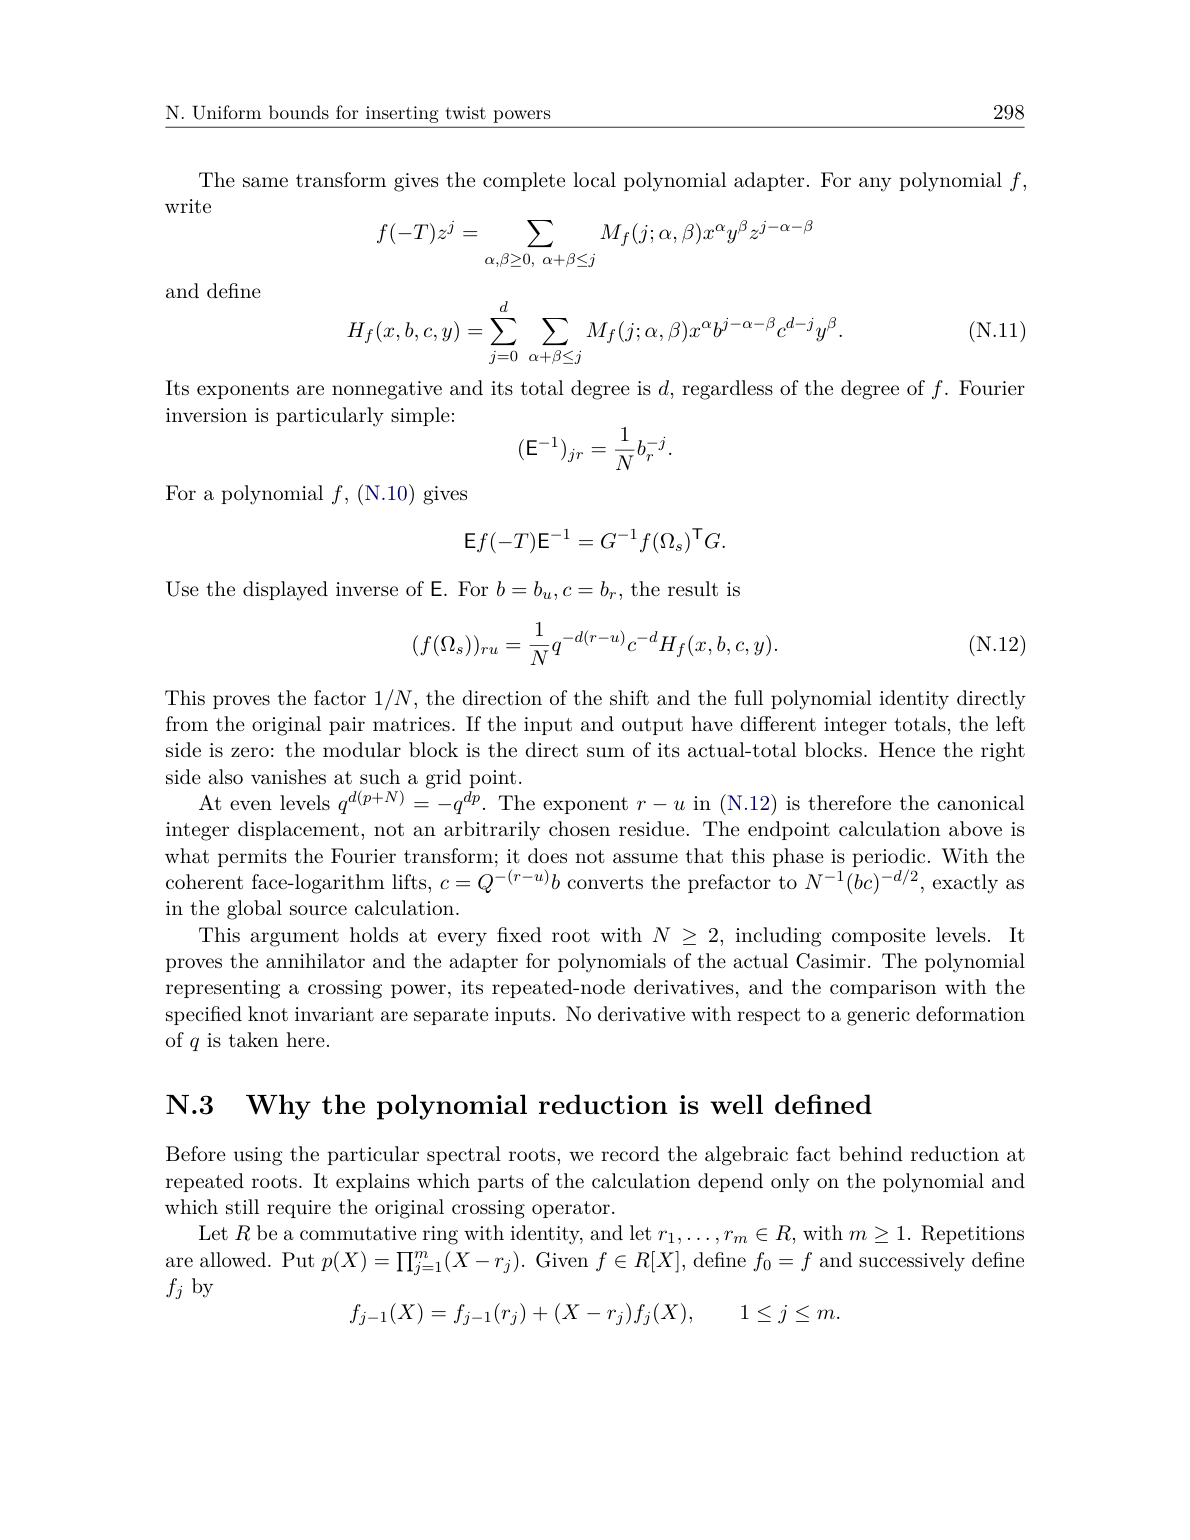 N. Uniform bounds for inserting twist powers 298
The same transform gives the complete local polynomial adapter. For any polynomial f,
write
f(−T)z^j = ∑_{α,β≥0, α+β≤j} M_f(j; α, β)x^α y^β z^{j−α−β}
and define
H_f(x, b, c, y) = ∑_{j=0}^{d} ∑_{α+β≤j} M_f(j; α, β)x^α b^{j−α−β} c^{d−j} y^β. (N.11)
Its exponents are nonnegative and its total degree is d, regardless of the degree of f. Fourier
inversion is particularly simple:
(E^{−1})_{jr} = \frac{1}{N} b_r^{−j}.
For a polynomial f, (N.10) gives
Ef(−T)E^{−1} = G^{−1}f(Ω_s)^T G.
Use the displayed inverse of E. For b = b_u, c = b_r, the result is
(f(Ω_s))_{ru} = \frac{1}{N} q^{−d(r−u)} c^{−d} H_f(x, b, c, y). (N.12)
This proves the factor 1/N, the direction of the shift and the full polynomial identity directly
from the original pair matrices. If the input and output have different integer totals, the left
side is zero: the modular block is the direct sum of its actual-total blocks. Hence the right
side also vanishes at such a grid point.
At even levels q^{d(p+N)} = −q^{dp}. The exponent r − u in (N.12) is therefore the canonical
integer displacement, not an arbitrarily chosen residue. The endpoint calculation above is
what permits the Fourier transform; it does not assume that this phase is periodic. With the
coherent face-logarithm lifts, c = Q^{−(r−u)}b converts the prefactor to N^{−1}(bc)^{−d/2}, exactly as
in the global source calculation.
This argument holds at every fixed root with N ≥ 2, including composite levels. It
proves the annihilator and the adapter for polynomials of the actual Casimir. The polynomial
representing a crossing power, its repeated-node derivatives, and the comparison with the
specified knot invariant are separate inputs. No derivative with respect to a generic deformation
of q is taken here.
N.3 Why the polynomial reduction is well defined
Before using the particular spectral roots, we record the algebraic fact behind reduction at
repeated roots. It explains which parts of the calculation depend only on the polynomial and
which still require the original crossing operator.
Let R be a commutative ring with identity, and let r_1, . . . , r_m ∈ R, with m ≥ 1. Repetitions
are allowed. Put p(X) = ∏_{j=1}^{m}(X − r_j). Given f ∈ R[X], define f_0 = f and successively define
f_j by
f_{j−1}(X) = f_{j−1}(r_j) + (X − r_j)f_j(X), 1 ≤ j ≤ m.